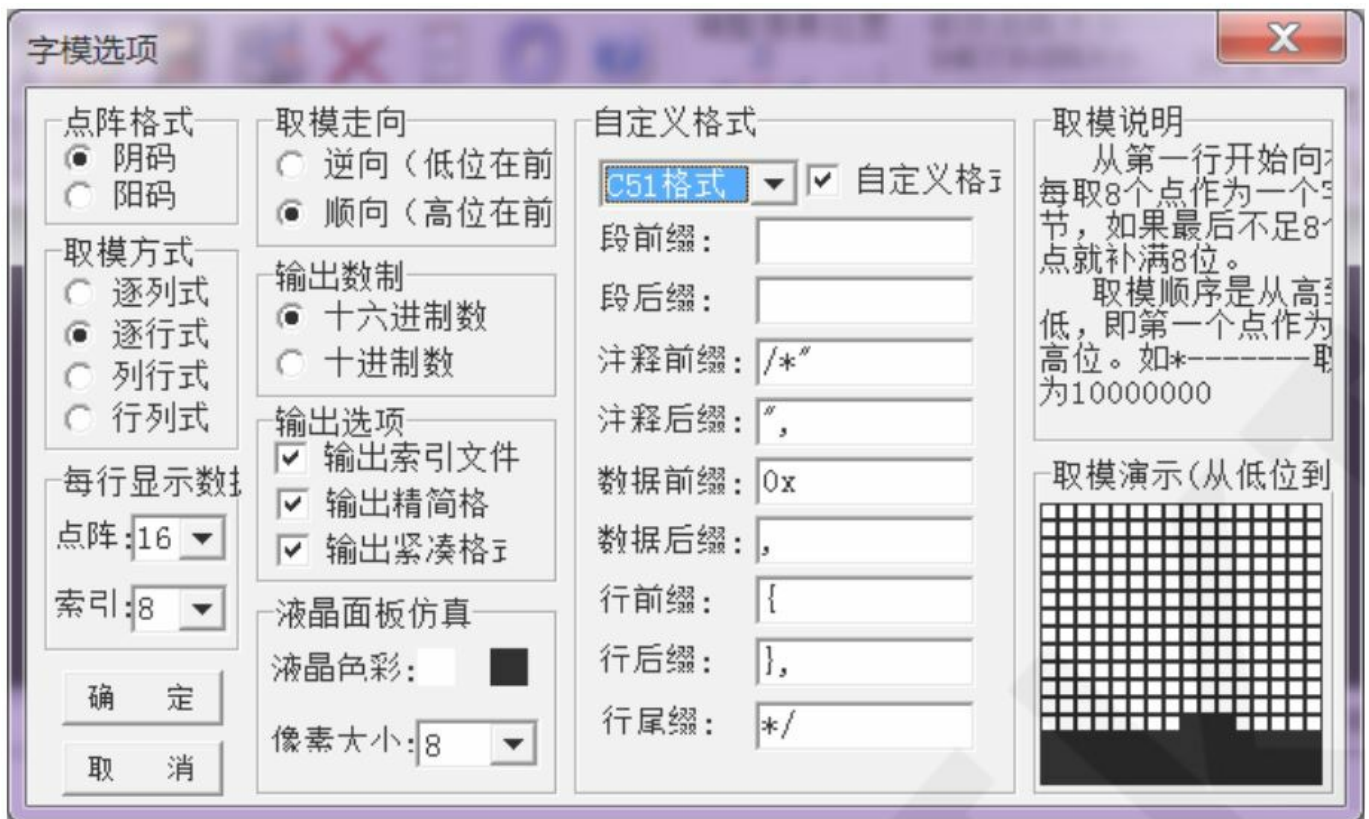 字模选项
点阵格式
阴码
阳码
取模方式
逐列式
逐行式
列行式
行列式
每行显示数
点阵:16
索引:8
确 定
取 消
取模走向
逆向（低位在前
顺向（高位在前
输出数制
十六进制数
十进制数
输出选项
输出索引文件
输出精简格
输出紧凑格
液晶面板仿真
液晶色彩:
像素大小:8
自定义格式
C51格式
自定义格
段前缀:
段后缀:
注释前缀: /*"
注释后缀: ",
数据前缀: 0x
数据后缀: ,
行前缀: {
行后缀: },
行尾缀: */
取模说明
从第一行开始向
每取8个点作为一个
节，如果最后不足8
点就补满8位。
取模顺序是从高
低，即第一个点作为
高位。如*-------
为10000000
取模演示(从低位到